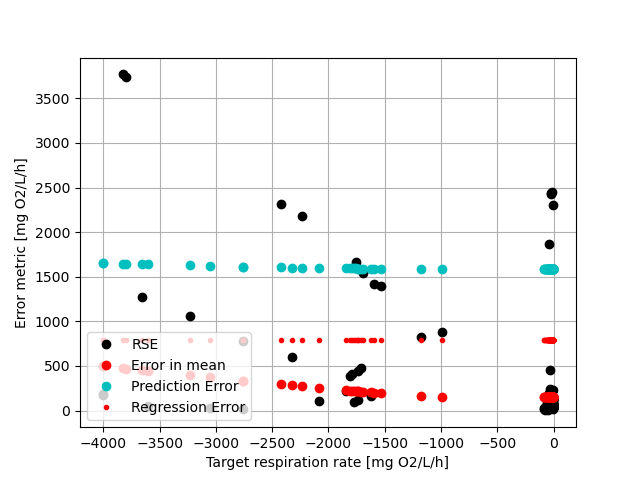 3500
3000
2500
2000
1500
1000
500
0
Error metric [mg O2/L/h]
RSE
Error in mean
Prediction Error
Regression Error
−4000 −3500 −3000 −2500 −2000 −1500 −1000 −500 0
Target respiration rate [mg O2/L/h]